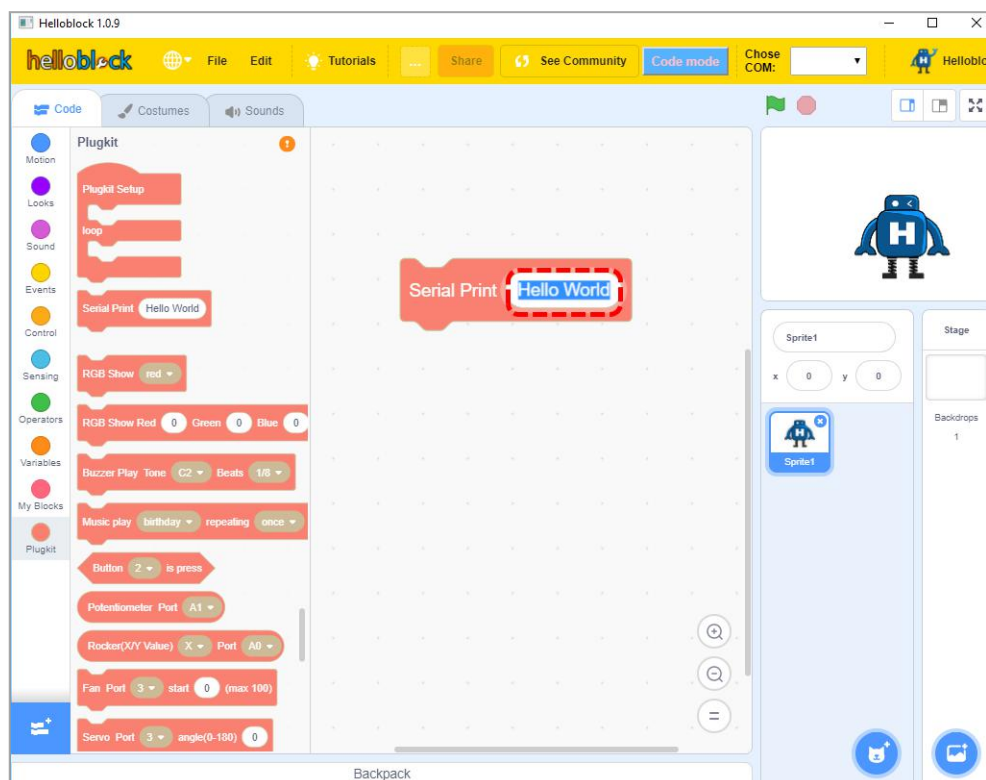 Helloblock 1.0.9
helloblock File Edit Tutorials ... Share See Community Code mode Chose COM: Helloblo
Code Costumes Sounds
Motion
Looks
Sound
Events
Control
Sensing
Operators
Variables
My Blocks
Plugkit
Plugkit
Plugkit Setup
loop
Serial Print Hello World
RGB Show red
RGB Show Red 0 Green 0 Blue 0
Buzzer Play Tone C2 Beats 1/8
Music play birthday repeating once
Button 2 is press
Potentiometer Port A1
Rocker(X/Y Value) X Port A0
Fan Port 3 start 0 (max 100)
Servo Port 3 angle(0-180) 0
Serial Print Hello World
H
Sprite1
x 0 y 0
Sprite1
Stage
Backdrops
1
Backpack